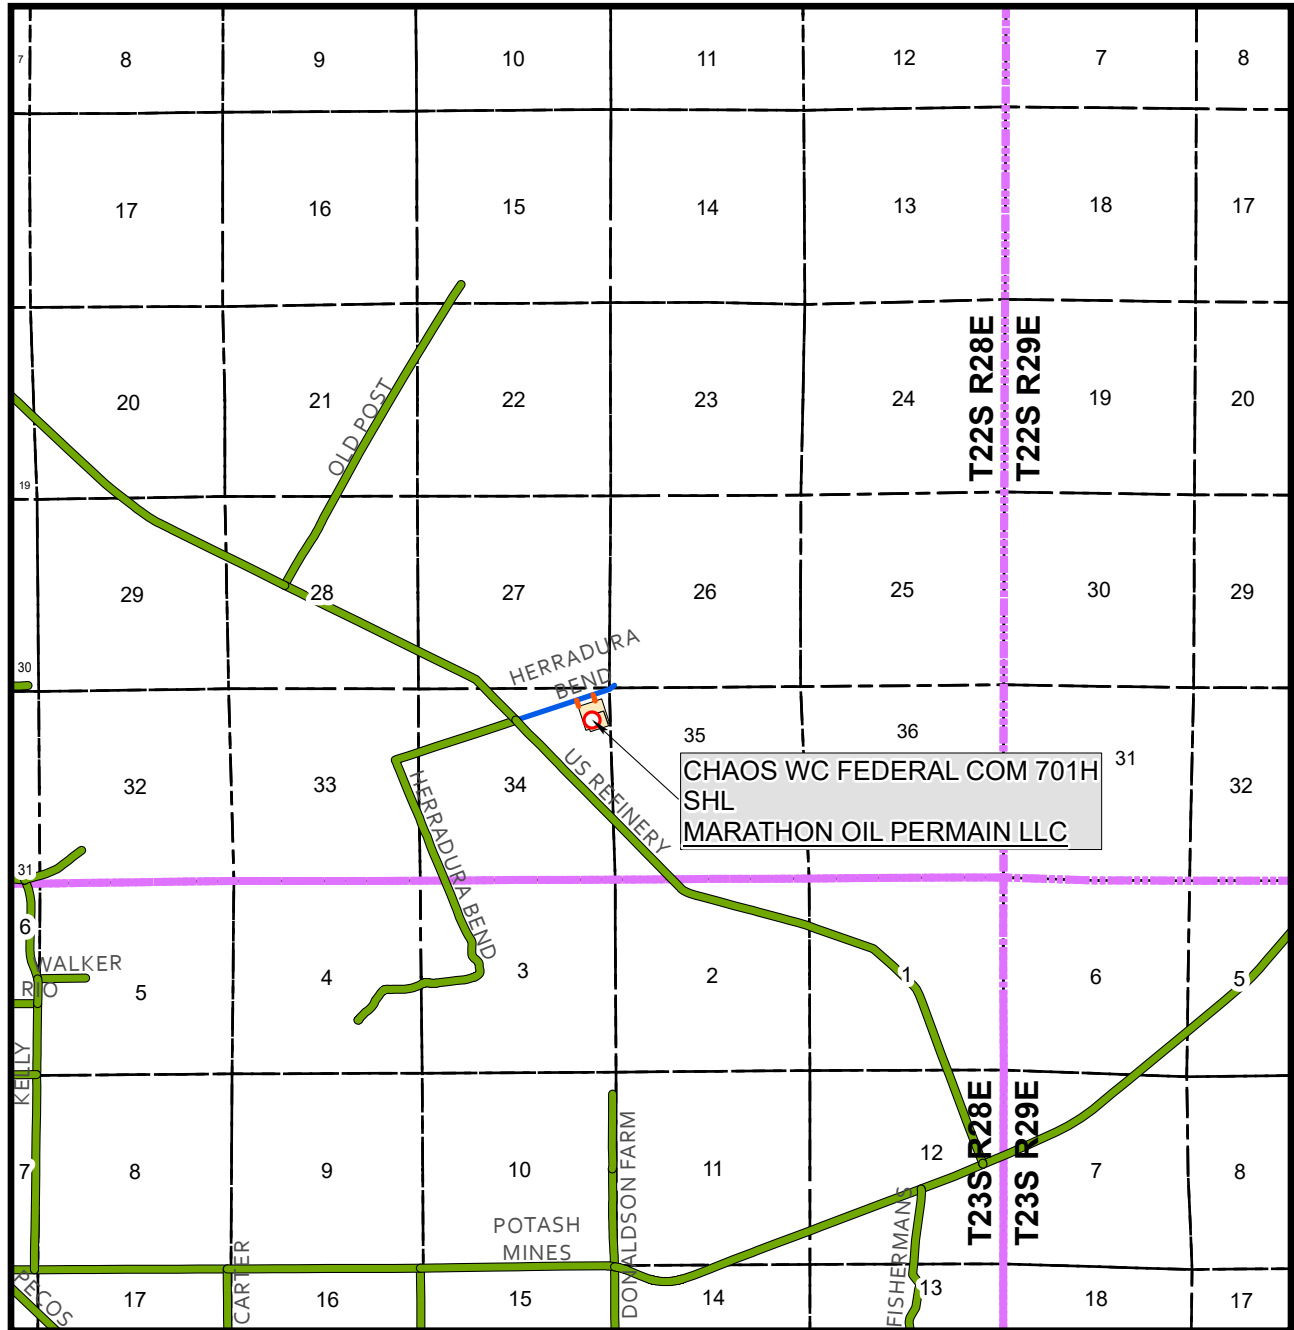 7 8 9 10 11 12 7 8
17 16 15 14 13 18 17
T22S R28E
T22S R29E
20 21 22 23 24 19 20
OLD POST
19
29 28 27 26 25 30 29
HERRADURA
BEND
30
35 36
31
32 33 34 32
US REFINERY
CHAOS WC FEDERAL COM 701H
SHL
MARATHON OIL PERMAIN LLC
HERRADURA BEND
31
6
WALKER
RIO
5 4 3 2 1 6 5
KELLY
T23S R28E
T23S R29E
7 8 9 10 11 12 7 8
DONALDSON FARM
POTASH
MINES
FISHERMANS
CARTER
PECOS
17 16 15 14 13 18 17